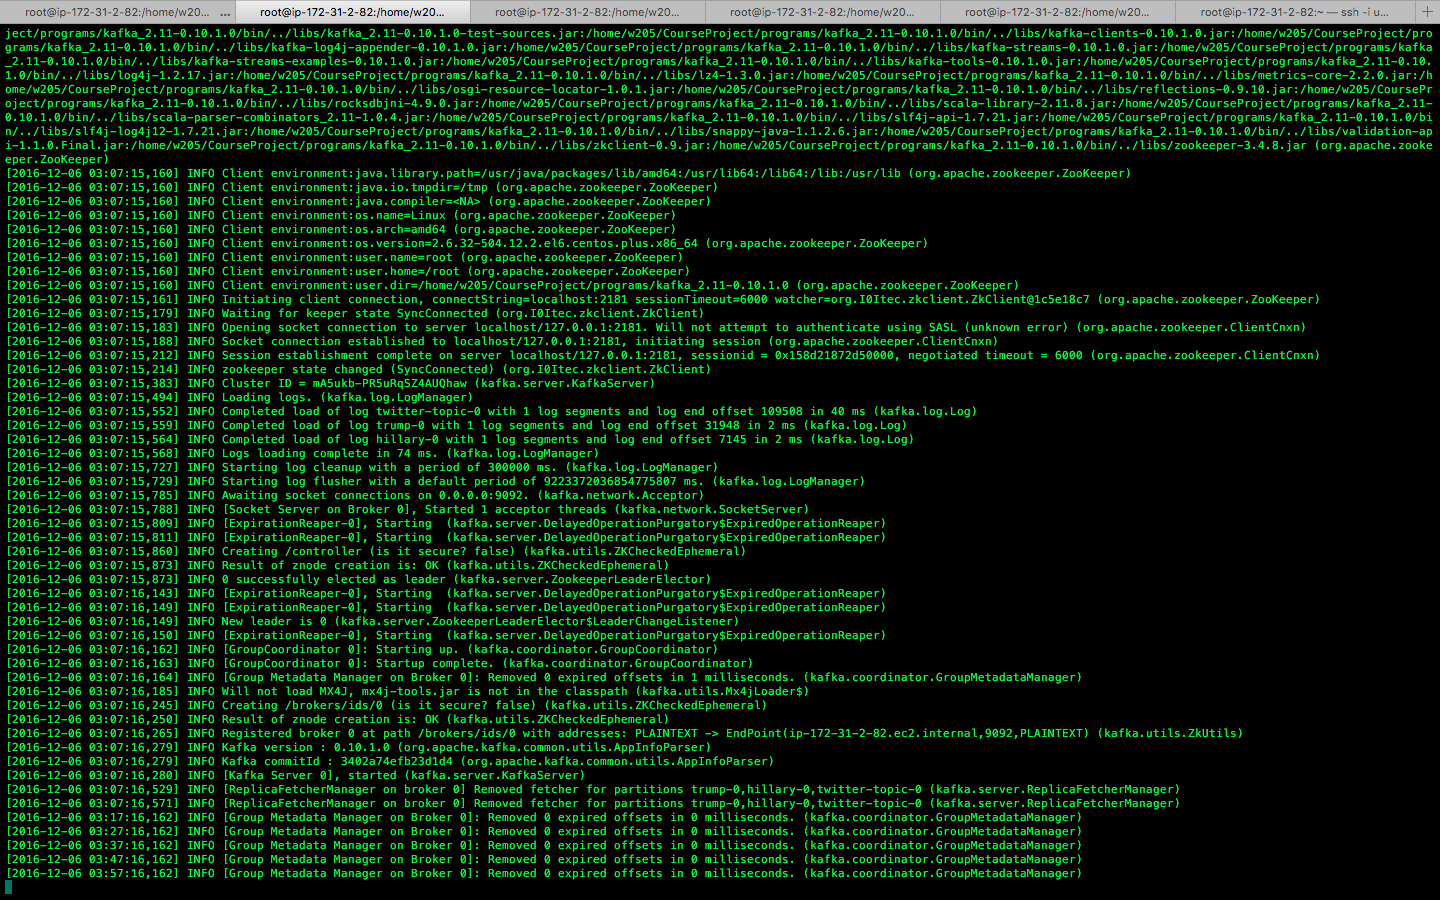 root@ip-172-31-2-82:/home/w20... ... root@ip-172-31-2-82:/home/w20... root@ip-172-31-2-82:/home/w20... root@ip-172-31-2-82:/home/w20... root@ip-172-31-2-82:/home/w20... root@ip-172-31-2-82:~ — ssh -i u... +
ject/programs/kafka_2.11-0.10.1.0/bin/../libs/kafka_2.11-0.10.1.0-test-sources.jar:/home/w205/CourseProject/programs/kafka_2.11-0.10.1.0/bin/../libs/kafka-clients-0.10.1.0.jar:/home/w205/CourseProject/pro
grams/kafka_2.11-0.10.1.0/bin/../libs/kafka-log4j-appender-0.10.1.0.jar:/home/w205/CourseProject/programs/kafka_2.11-0.10.1.0/bin/../libs/kafka-streams-0.10.1.0.jar:/home/w205/CourseProject/programs/kafka
_2.11-0.10.1.0/bin/../libs/kafka-streams-examples-0.10.1.0.jar:/home/w205/CourseProject/programs/kafka_2.11-0.10.1.0/bin/../libs/kafka-tools-0.10.1.0.jar:/home/w205/CourseProject/programs/kafka_2.11-0.10.
1.0/bin/../libs/log4j-1.2.17.jar:/home/w205/CourseProject/programs/kafka_2.11-0.10.1.0/bin/../libs/lz4-1.3.0.jar:/home/w205/CourseProject/programs/kafka_2.11-0.10.1.0/bin/../libs/metrics-core-2.2.0.jar:/h
ome/w205/CourseProject/programs/kafka_2.11-0.10.1.0/bin/../libs/osgi-resource-locator-1.0.1.jar:/home/w205/CourseProject/programs/kafka_2.11-0.10.1.0/bin/../libs/reflections-0.9.10.jar:/home/w205/CoursePr
oject/programs/kafka_2.11-0.10.1.0/bin/../libs/rocksdbjni-4.9.0.jar:/home/w205/CourseProject/programs/kafka_2.11-0.10.1.0/bin/../libs/scala-library-2.11.8.jar:/home/w205/CourseProject/programs/kafka_2.11-
0.10.1.0/bin/../libs/scala-parser-combinators_2.11-1.0.4.jar:/home/w205/CourseProject/programs/kafka_2.11-0.10.1.0/bin/../libs/slf4j-api-1.7.21.jar:/home/w205/CourseProject/programs/kafka_2.11-0.10.1.0/bi
n/../libs/slf4j-log4j12-1.7.21.jar:/home/w205/CourseProject/programs/kafka_2.11-0.10.1.0/bin/../libs/snappy-java-1.1.2.6.jar:/home/w205/CourseProject/programs/kafka_2.11-0.10.1.0/bin/../libs/validation-ap
i-1.1.0.Final.jar:/home/w205/CourseProject/programs/kafka_2.11-0.10.1.0/bin/../libs/zkclient-0.9.jar:/home/w205/CourseProject/programs/kafka_2.11-0.10.1.0/bin/../libs/zookeeper-3.4.8.jar (org.apache.zooke
eper.ZooKeeper)
[2016-12-06 03:07:15,160] INFO Client environment:java.library.path=/usr/java/packages/lib/amd64:/usr/lib64:/lib64:/lib:/usr/lib (org.apache.zookeeper.ZooKeeper)
[2016-12-06 03:07:15,160] INFO Client environment:java.io.tmpdir=/tmp (org.apache.zookeeper.ZooKeeper)
[2016-12-06 03:07:15,160] INFO Client environment:java.compiler=<NA> (org.apache.zookeeper.ZooKeeper)
[2016-12-06 03:07:15,160] INFO Client environment:os.name=Linux (org.apache.zookeeper.ZooKeeper)
[2016-12-06 03:07:15,160] INFO Client environment:os.arch=amd64 (org.apache.zookeeper.ZooKeeper)
[2016-12-06 03:07:15,160] INFO Client environment:os.version=2.6.32-504.12.2.el6.centos.plus.x86_64 (org.apache.zookeeper.ZooKeeper)
[2016-12-06 03:07:15,160] INFO Client environment:user.name=root (org.apache.zookeeper.ZooKeeper)
[2016-12-06 03:07:15,160] INFO Client environment:user.home=/root (org.apache.zookeeper.ZooKeeper)
[2016-12-06 03:07:15,160] INFO Client environment:user.dir=/home/w205/CourseProject/programs/kafka_2.11-0.10.1.0 (org.apache.zookeeper.ZooKeeper)
[2016-12-06 03:07:15,161] INFO Initiating client connection, connectString=localhost:2181 sessionTimeout=6000 watcher=org.I0Itec.zkclient.ZkClient@1c5e18c7 (org.apache.zookeeper.ZooKeeper)
[2016-12-06 03:07:15,179] INFO Waiting for keeper state SyncConnected (org.I0Itec.zkclient.ZkClient)
[2016-12-06 03:07:15,183] INFO Opening socket connection to server localhost/127.0.0.1:2181. Will not attempt to authenticate using SASL (unknown error) (org.apache.zookeeper.ClientCnxn)
[2016-12-06 03:07:15,188] INFO Socket connection established to localhost/127.0.0.1:2181, initiating session (org.apache.zookeeper.ClientCnxn)
[2016-12-06 03:07:15,212] INFO Session establishment complete on server localhost/127.0.0.1:2181, sessionid = 0x158d21872d50000, negotiated timeout = 6000 (org.apache.zookeeper.ClientCnxn)
[2016-12-06 03:07:15,214] INFO zookeeper state changed (SyncConnected) (org.I0Itec.zkclient.ZkClient)
[2016-12-06 03:07:15,383] INFO Cluster ID = mA5ukb-PR5uRqSZ4AUQhaw (kafka.server.KafkaServer)
[2016-12-06 03:07:15,494] INFO Loading logs. (kafka.log.LogManager)
[2016-12-06 03:07:15,552] INFO Completed load of log twitter-topic-0 with 1 log segments and log end offset 109508 in 40 ms (kafka.log.Log)
[2016-12-06 03:07:15,559] INFO Completed load of log trump-0 with 1 log segments and log end offset 31948 in 2 ms (kafka.log.Log)
[2016-12-06 03:07:15,564] INFO Completed load of log hillary-0 with 1 log segments and log end offset 7145 in 2 ms (kafka.log.Log)
[2016-12-06 03:07:15,568] INFO Logs loading complete in 74 ms. (kafka.log.LogManager)
[2016-12-06 03:07:15,727] INFO Starting log cleanup with a period of 300000 ms. (kafka.log.LogManager)
[2016-12-06 03:07:15,729] INFO Starting log flusher with a default period of 9223372036854775807 ms. (kafka.log.LogManager)
[2016-12-06 03:07:15,785] INFO Awaiting socket connections on 0.0.0.0:9092. (kafka.network.Acceptor)
[2016-12-06 03:07:15,788] INFO [Socket Server on Broker 0], Started 1 acceptor threads (kafka.network.SocketServer)
[2016-12-06 03:07:15,809] INFO [ExpirationReaper-0], Starting  (kafka.server.DelayedOperationPurgatory$ExpiredOperationReaper)
[2016-12-06 03:07:15,811] INFO [ExpirationReaper-0], Starting  (kafka.server.DelayedOperationPurgatory$ExpiredOperationReaper)
[2016-12-06 03:07:15,860] INFO Creating /controller (is it secure? false) (kafka.utils.ZKCheckedEphemeral)
[2016-12-06 03:07:15,873] INFO Result of znode creation is: OK (kafka.utils.ZKCheckedEphemeral)
[2016-12-06 03:07:15,873] INFO 0 successfully elected as leader (kafka.server.ZookeeperLeaderElector)
[2016-12-06 03:07:16,143] INFO [ExpirationReaper-0], Starting  (kafka.server.DelayedOperationPurgatory$ExpiredOperationReaper)
[2016-12-06 03:07:16,149] INFO [ExpirationReaper-0], Starting  (kafka.server.DelayedOperationPurgatory$ExpiredOperationReaper)
[2016-12-06 03:07:16,149] INFO New leader is 0 (kafka.server.ZookeeperLeaderElector$LeaderChangeListener)
[2016-12-06 03:07:16,150] INFO [ExpirationReaper-0], Starting  (kafka.server.DelayedOperationPurgatory$ExpiredOperationReaper)
[2016-12-06 03:07:16,162] INFO [GroupCoordinator 0]: Starting up. (kafka.coordinator.GroupCoordinator)
[2016-12-06 03:07:16,163] INFO [GroupCoordinator 0]: Startup complete. (kafka.coordinator.GroupCoordinator)
[2016-12-06 03:07:16,164] INFO [Group Metadata Manager on Broker 0]: Removed 0 expired offsets in 1 milliseconds. (kafka.coordinator.GroupMetadataManager)
[2016-12-06 03:07:16,185] INFO Will not load MX4J, mx4j-tools.jar is not in the classpath (kafka.utils.Mx4jLoader$)
[2016-12-06 03:07:16,245] INFO Creating /brokers/ids/0 (is it secure? false) (kafka.utils.ZKCheckedEphemeral)
[2016-12-06 03:07:16,250] INFO Result of znode creation is: OK (kafka.utils.ZKCheckedEphemeral)
[2016-12-06 03:07:16,265] INFO Registered broker 0 at path /brokers/ids/0 with addresses: PLAINTEXT -> EndPoint(ip-172-31-2-82.ec2.internal,9092,PLAINTEXT) (kafka.utils.ZkUtils)
[2016-12-06 03:07:16,279] INFO Kafka version : 0.10.1.0 (org.apache.kafka.common.utils.AppInfoParser)
[2016-12-06 03:07:16,279] INFO Kafka commitId : 3402a74efb23d1d4 (org.apache.kafka.common.utils.AppInfoParser)
[2016-12-06 03:07:16,280] INFO [Kafka Server 0], started (kafka.server.KafkaServer)
[2016-12-06 03:07:16,529] INFO [ReplicaFetcherManager on broker 0] Removed fetcher for partitions trump-0,hillary-0,twitter-topic-0 (kafka.server.ReplicaFetcherManager)
[2016-12-06 03:07:16,571] INFO [ReplicaFetcherManager on broker 0] Removed fetcher for partitions trump-0,hillary-0,twitter-topic-0 (kafka.server.ReplicaFetcherManager)
[2016-12-06 03:17:16,162] INFO [Group Metadata Manager on Broker 0]: Removed 0 expired offsets in 0 milliseconds. (kafka.coordinator.GroupMetadataManager)
[2016-12-06 03:27:16,162] INFO [Group Metadata Manager on Broker 0]: Removed 0 expired offsets in 0 milliseconds. (kafka.coordinator.GroupMetadataManager)
[2016-12-06 03:37:16,162] INFO [Group Metadata Manager on Broker 0]: Removed 0 expired offsets in 0 milliseconds. (kafka.coordinator.GroupMetadataManager)
[2016-12-06 03:47:16,162] INFO [Group Metadata Manager on Broker 0]: Removed 0 expired offsets in 0 milliseconds. (kafka.coordinator.GroupMetadataManager)
[2016-12-06 03:57:16,162] INFO [Group Metadata Manager on Broker 0]: Removed 0 expired offsets in 0 milliseconds. (kafka.coordinator.GroupMetadataManager)